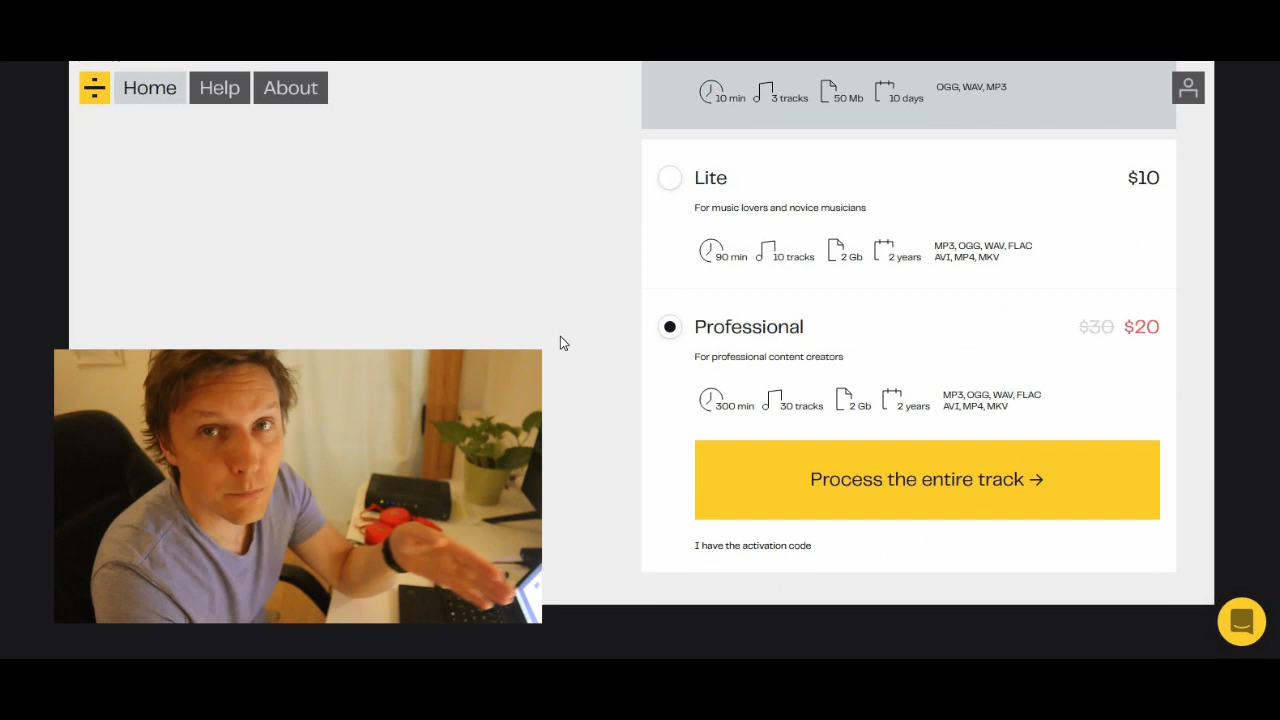 Home Help About
10 min 3 tracks 50 Mb 10 days OGG, WAV, MP3
Lite $10
For music lovers and novice musicians
90 min 10 tracks 2 Gb 2 years MP3, OGG, WAV, FLAC
AVI, MP4, MKV
Professional $30 $20
For professional content creators
300 min 30 tracks 2 Gb 2 years MP3, OGG, WAV, FLAC
AVI, MP4, MKV
Process the entire track →
I have the activation code